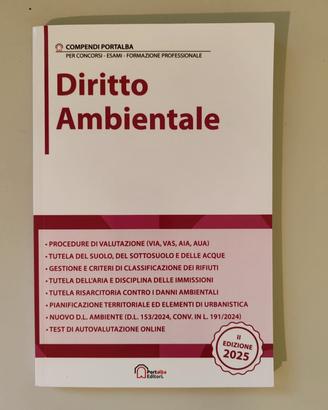 COMPENDI PORTALBA
PER CONCORSI - ESAMI - FORMAZIONE PROFESSIONALE
Diritto
Ambientale
• PROCEDURE DI VALUTAZIONE (VIA, VAS, AIA, AUA)
• TUTELA DEL SUOLO, DEL SOTTOSUOLO E DELLE ACQUE
• GESTIONE E CRITERI DI CLASSIFICAZIONE DEI RIFIUTI
• TUTELA DELL'ARIA E DISCIPLINA DELLE IMMISSIONI
• TUTELA RISARCITORIA CONTRO I DANNI AMBIENTALI
• PIANIFICAZIONE TERRITORIALE ED ELEMENTI DI URBANISTICA
• NUOVO D.L. AMBIENTE (D.L. 153/2024, CONV. IN L. 191/2024)
• TEST DI AUTOVALUTAZIONE ONLINE
II
EDIZIONE
2025
Portalba
Editori.